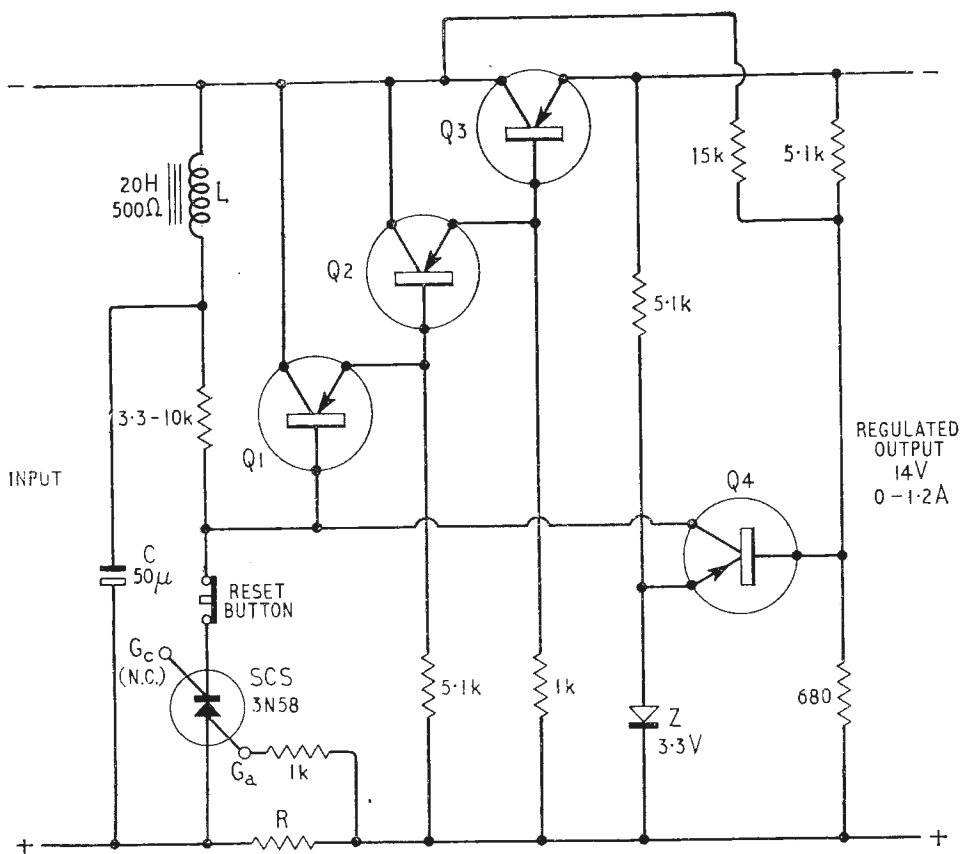 −
−
Q3
15k
5·1k
20H
500Ω
L
Q2
5·1k
3·3–10k
Q1
REGULATED
OUTPUT
14V
0–1·2A
INPUT
Q4
C
50μ
RESET
BUTTON
Gc
(N.C.)
SCS
3N58
5·1k
1k
680
Z
3·3V
Ga
1k
R
+
+